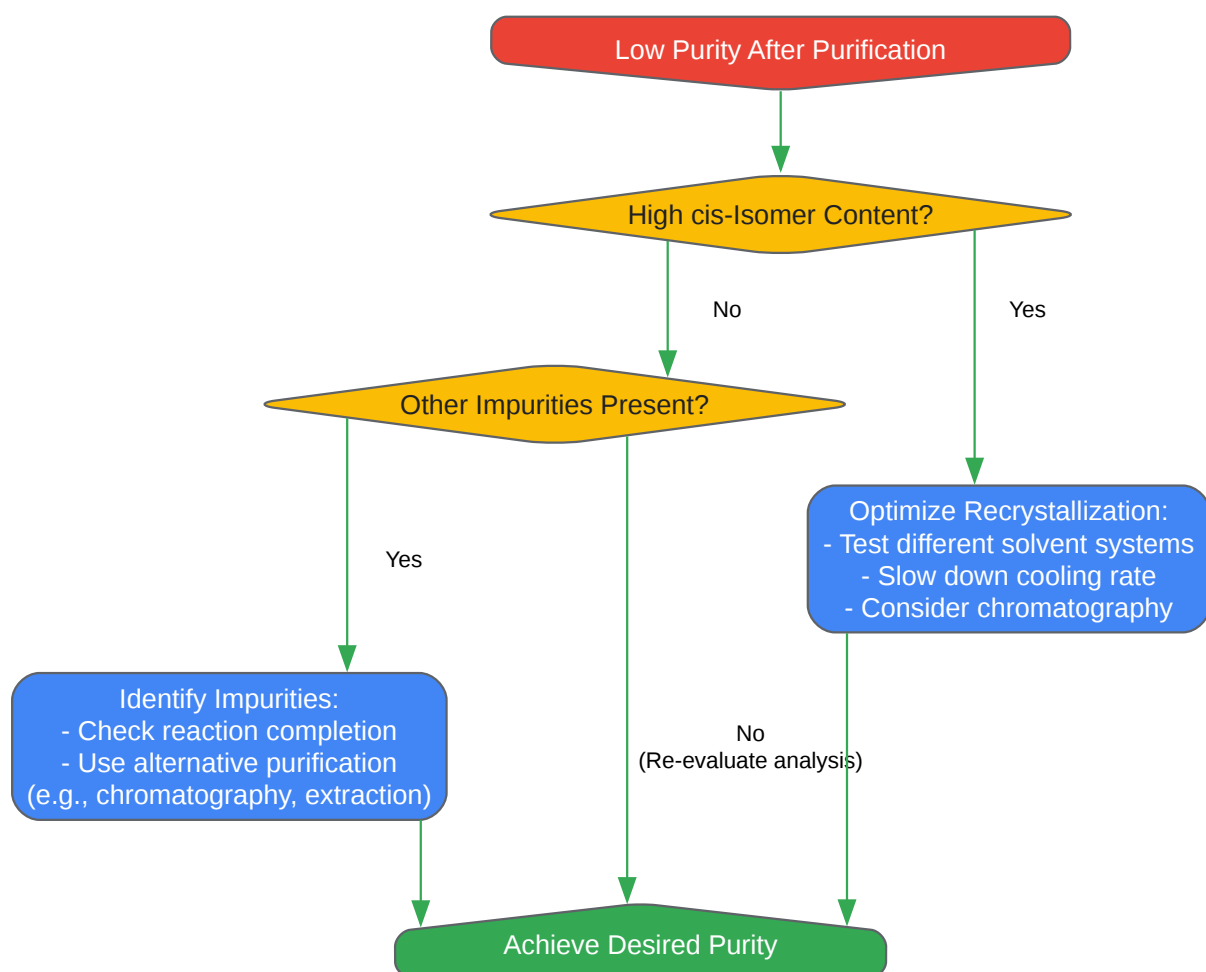 Low Purity After Purification
High cis-Isomer Content?
No
Yes
Other Impurities Present?
Optimize Recrystallization:
- Test different solvent systems
- Slow down cooling rate
- Consider chromatography
Yes
Identify Impurities:
- Check reaction completion
- Use alternative purification
(e.g., chromatography, extraction)
No
(Re-evaluate analysis)
Achieve Desired Purity